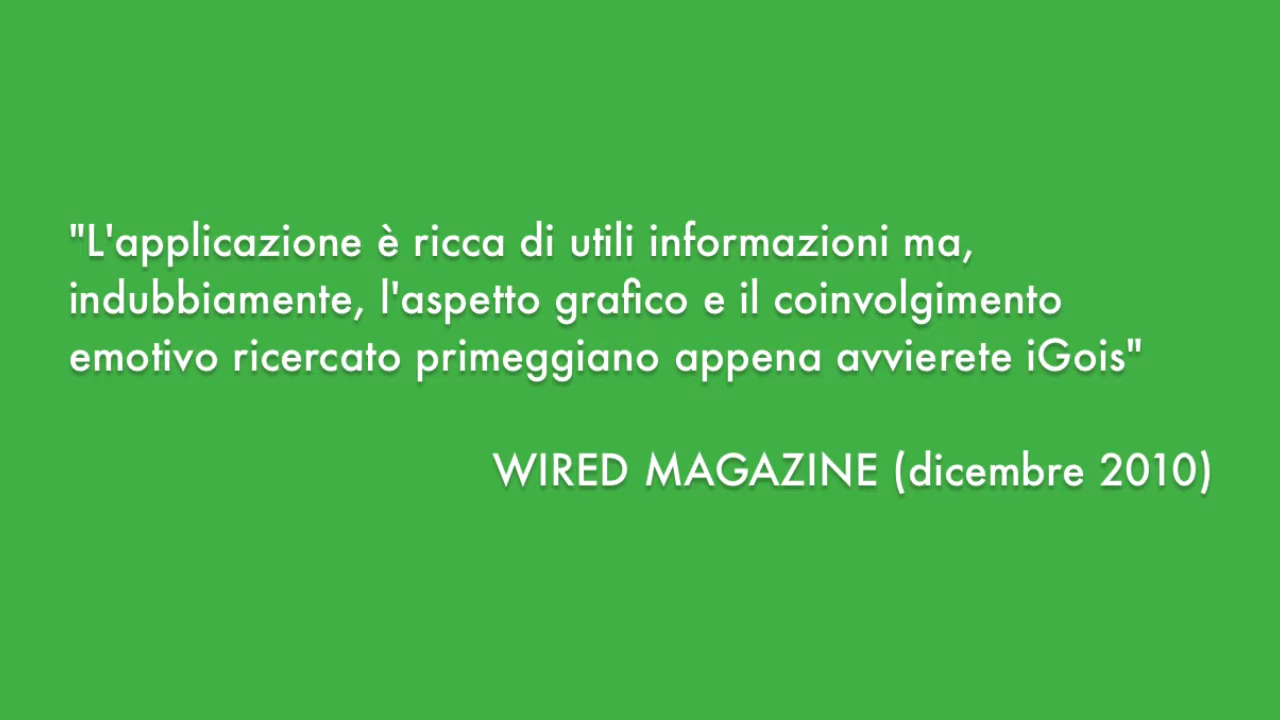 "L'applicazione è ricca di utili informazioni ma,
indubbiamente, l'aspetto grafico e il coinvolgimento
emotivo ricercato primeggiano appena avvierete iGois"
WIRED MAGAZINE (dicembre 2010)